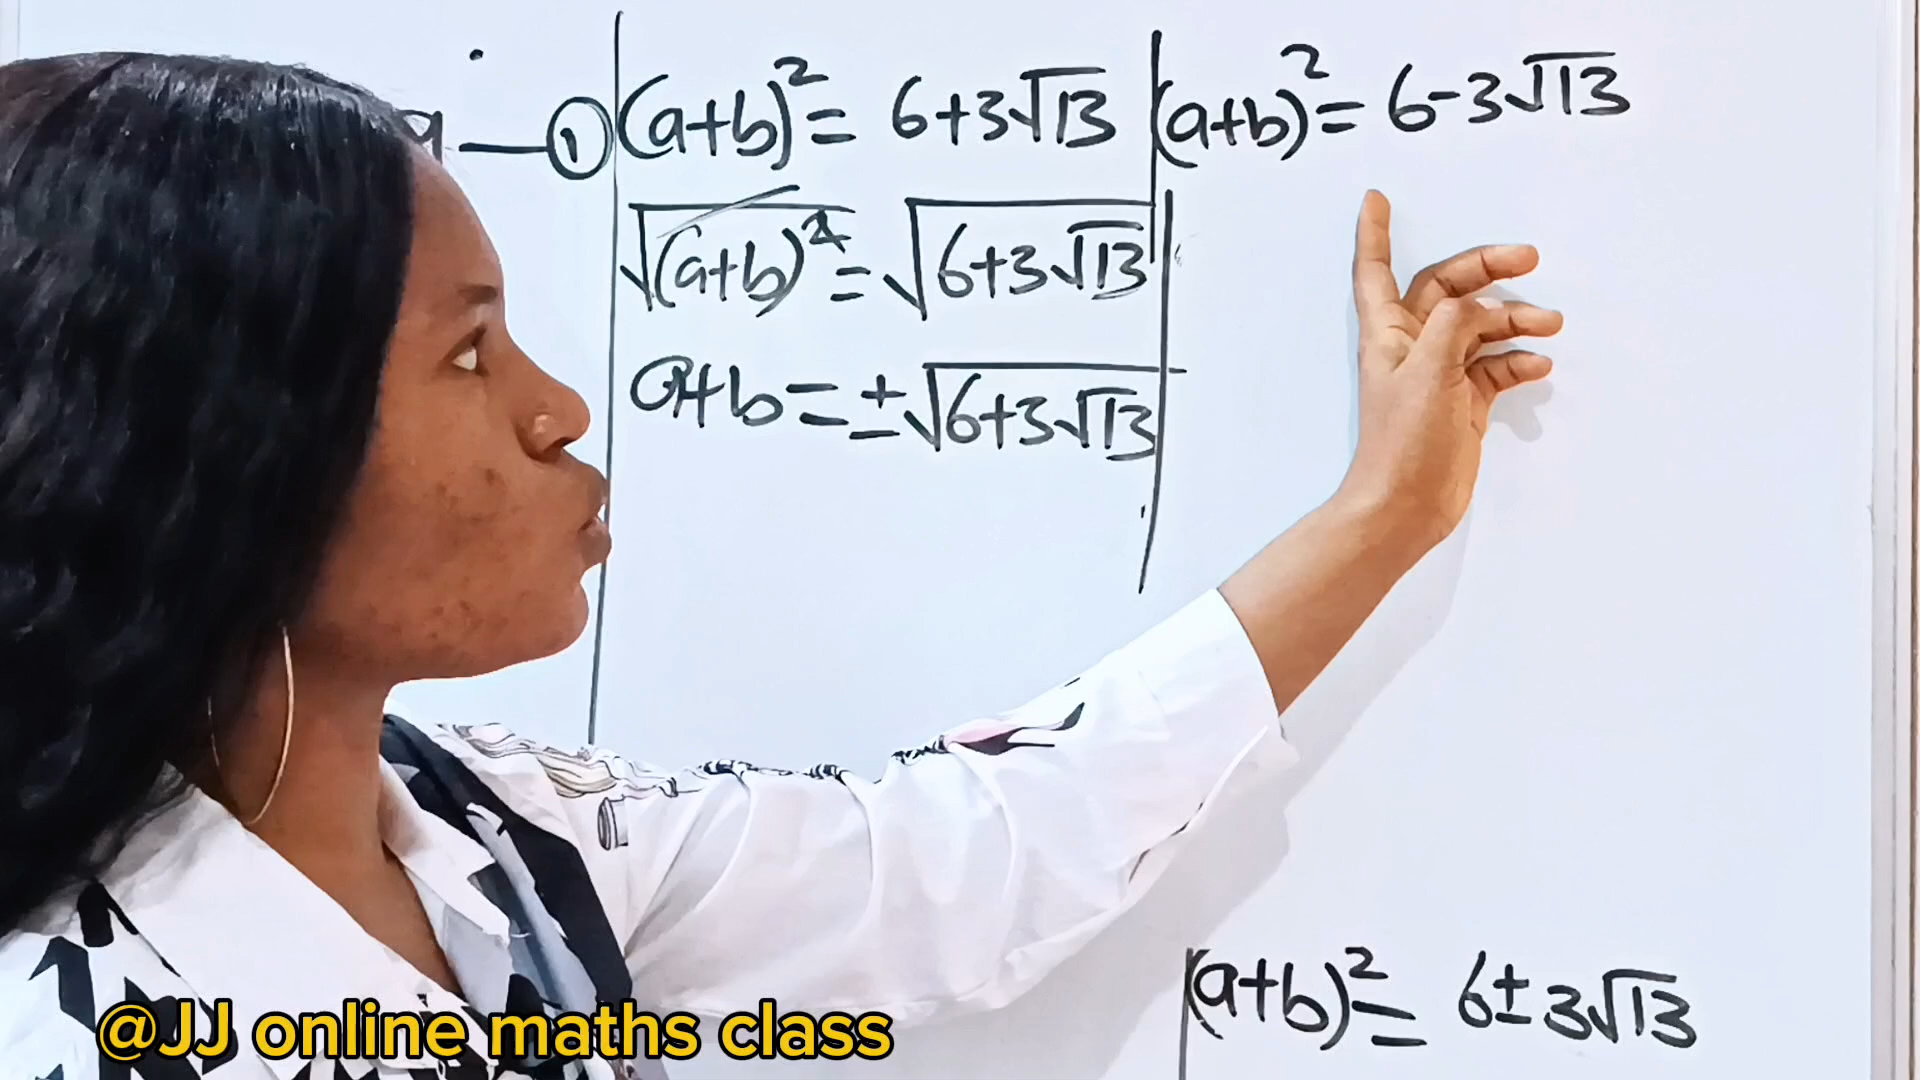 — ①
(a+b)² = 6+3√13
√(a+b)² = √(6+3√13)
a+b = ±√(6+3√13)
(a+b)² = 6-3√13
(a+b)² = 6±3√13
@JJ online maths class